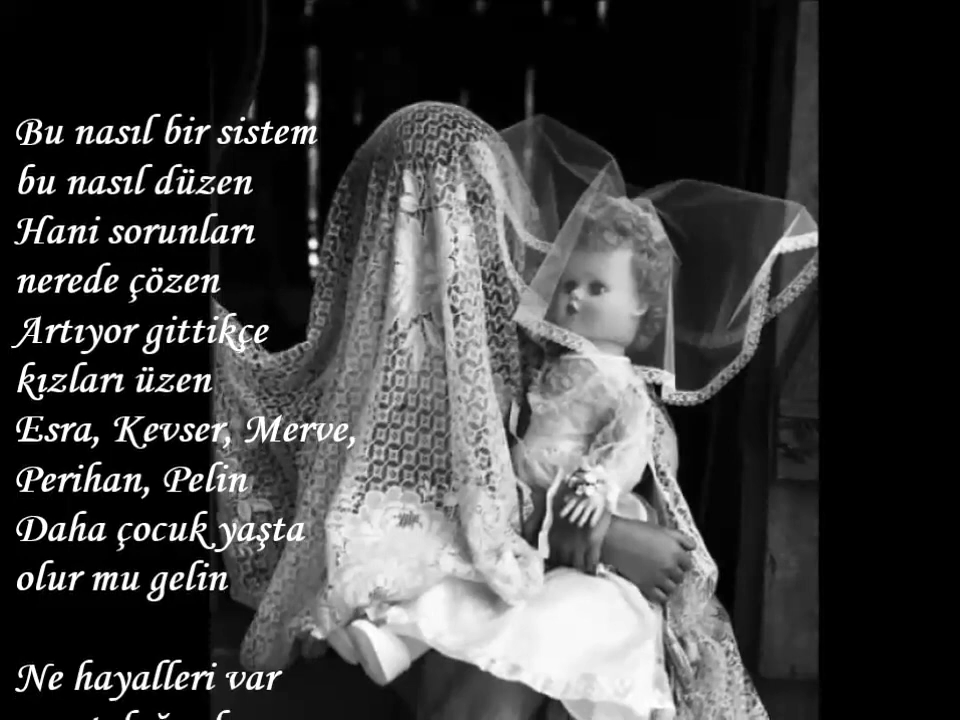 Bu nasıl bir sistem
bu nasıl düzen
Hani sorunları
nerede çözen
Artıyor gittikçe
kızları üzen
Esra, Kevser, Merve,
Perihan, Pelin
Daha çocuk yaşta
olur mu gelin
Ne hayalleri var